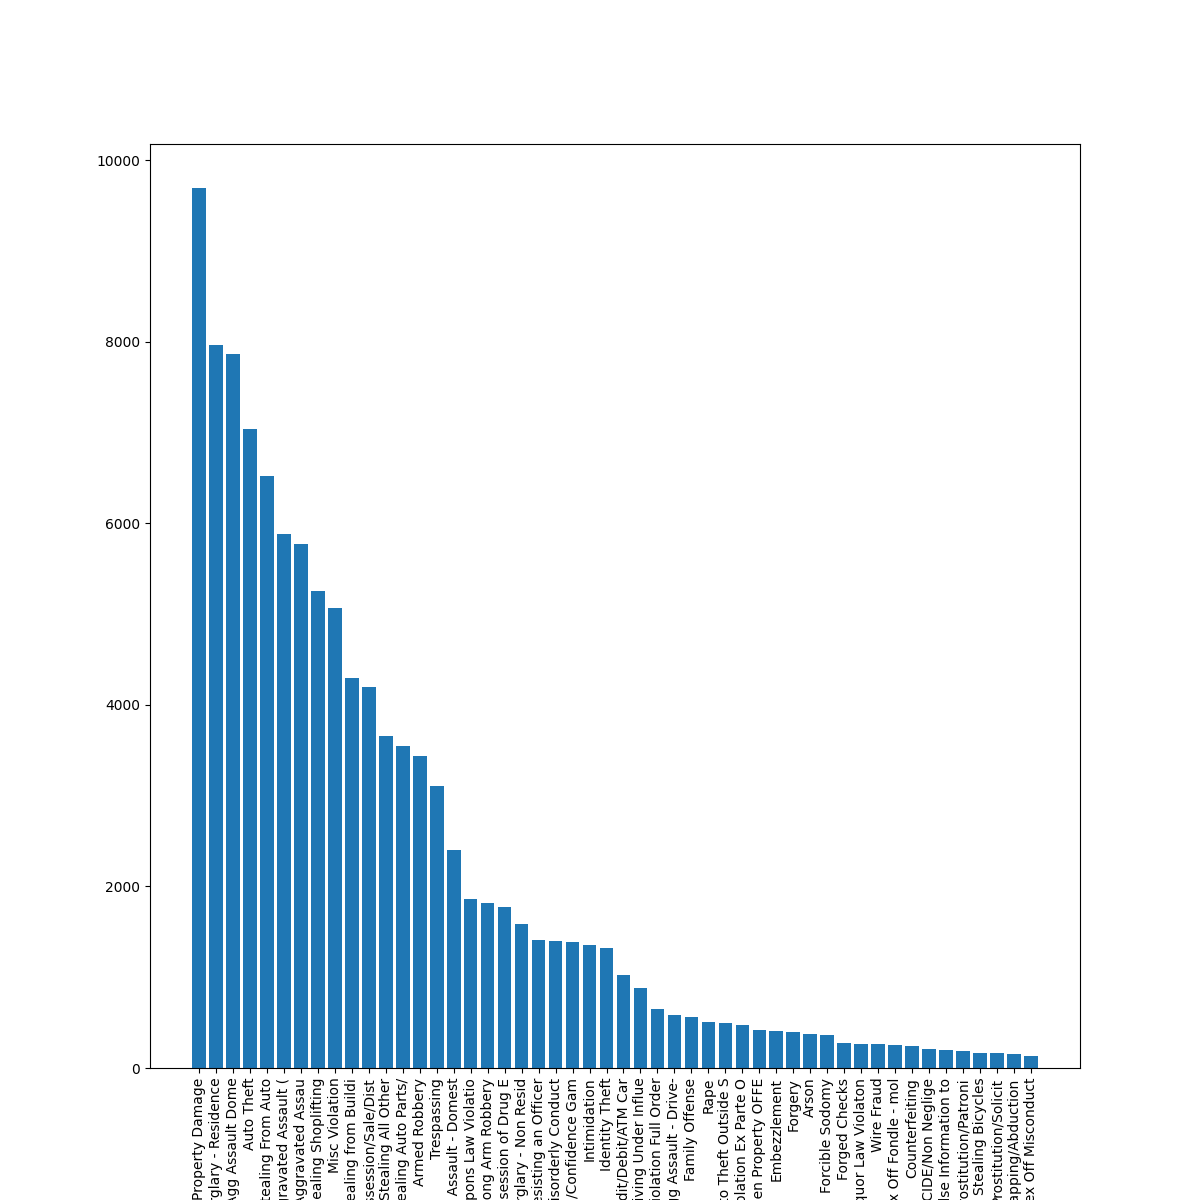 10000
8000
6000
4000
2000
0
Property Damage
glary - Residence
Agg Assault Dome
Auto Theft
tealing From Auto
gravated Assault (
Aggravated Assau
ealing Shoplifting
Misc Violation
ealing from Buildi
session/Sale/Dist
Stealing All Other
ealing Auto Parts/
Armed Robbery
Trespassing
Assault - Domest
pons Law Violatio
ong Arm Robbery
session of Drug E
glary - Non Resid
esisting an Officer
isorderly Conduct
/Confidence Gam
Intimidation
Identity Theft
dit/Debit/ATM Car
iving Under Influe
olation Full Order
g Assault - Drive-
Family Offense
Rape
to Theft Outside S
olation Ex Parte O
en Property OFFE
Embezzlement
Forgery
Arson
Forcible Sodomy
Forged Checks
quor Law Violaton
Wire Fraud
x Off Fondle - mol
Counterfeiting
CIDE/Non Neglige
lse Information to
rostitution/Patroni
Stealing Bicycles
Prostitution/Solicit
apping/Abduction
ex Off Misconduct